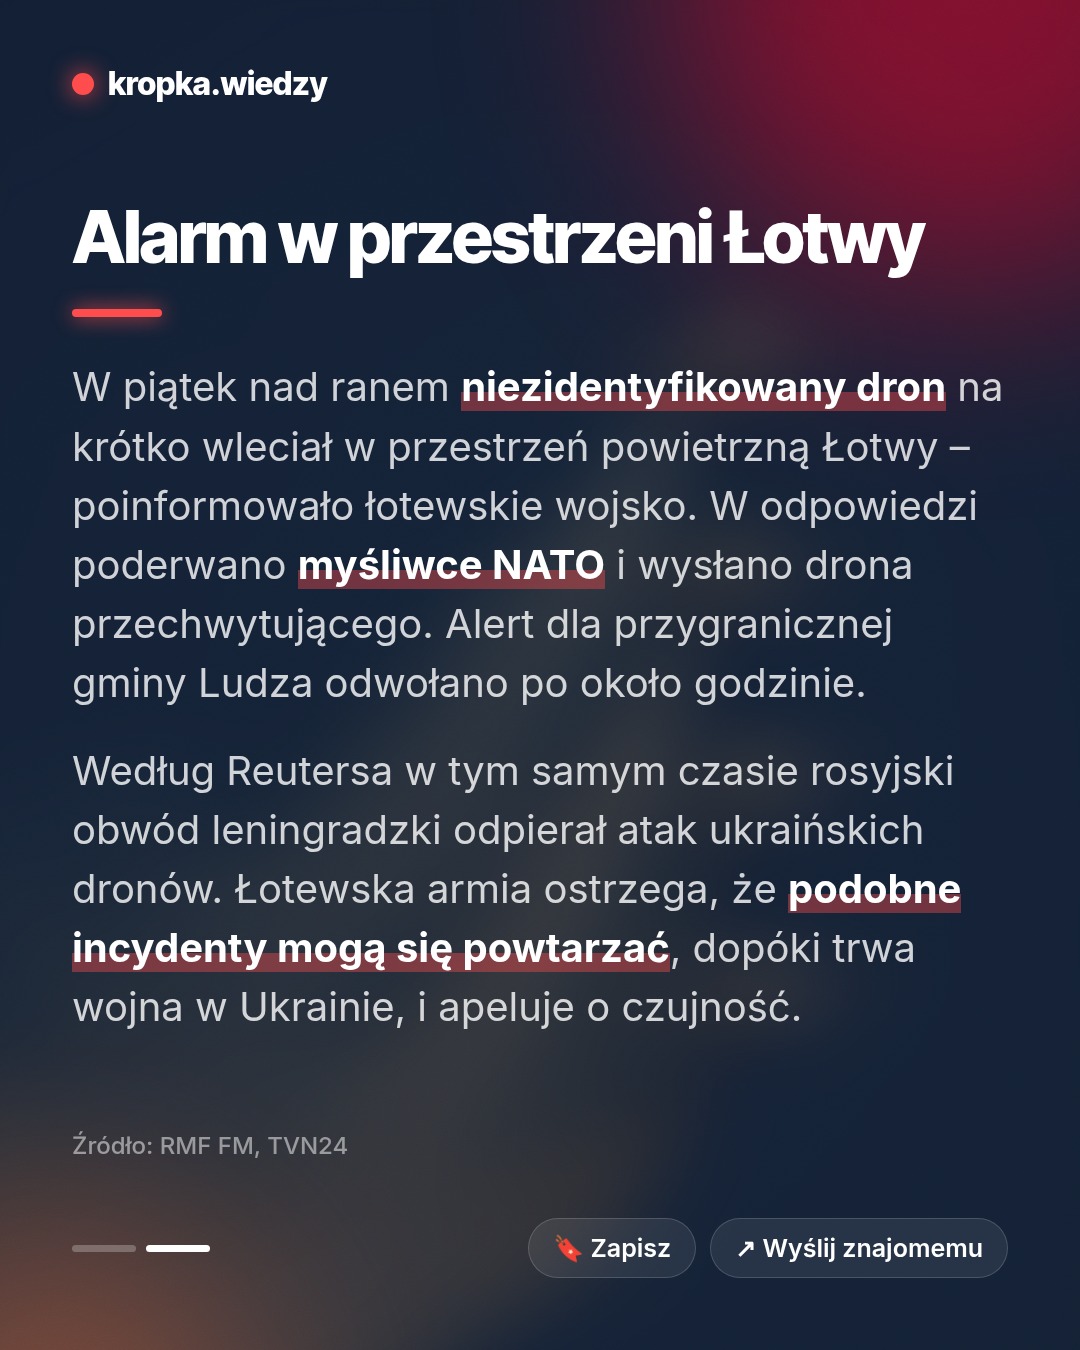 kropka.wiedzy
Alarm w przestrzeni Łotwy
W piątek nad ranem niezidentyfikowany dron na
krótko wleciał w przestrzeń powietrzną Łotwy –
poinformowało łotewskie wojsko. W odpowiedzi
poderwano myśliwce NATO i wysłano drona
przechwytującego. Alert dla przygranicznej
gminy Ludza odwołano po około godzinie.
Według Reutersa w tym samym czasie rosyjski
obwód leningradzki odpierał atak ukraińskich
dronów. Łotewska armia ostrzega, że podobne
incydenty mogą się powtarzać, dopóki trwa
wojna w Ukrainie, i apeluje o czujność.
Źródło: RMF FM, TVN24
🔖 Zapisz
↗ Wyślij znajomemu